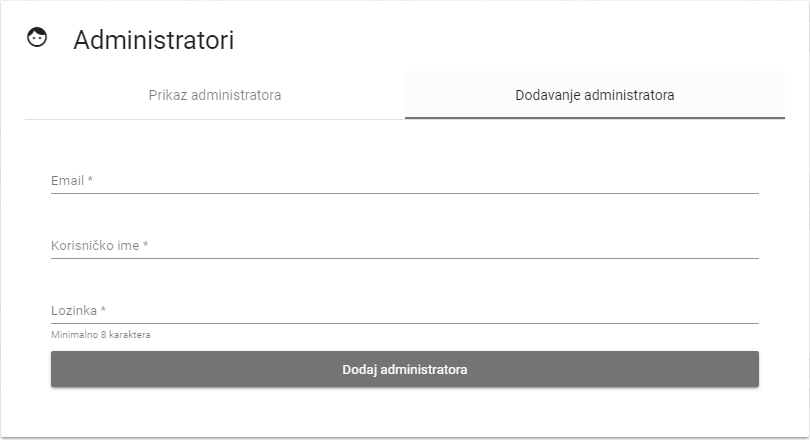 Administratori
Prikaz administratora
Dodavanje administratora
Email *
Korisničko ime *
Lozinka *
Minimalno 8 karaktera
Dodaj administratora